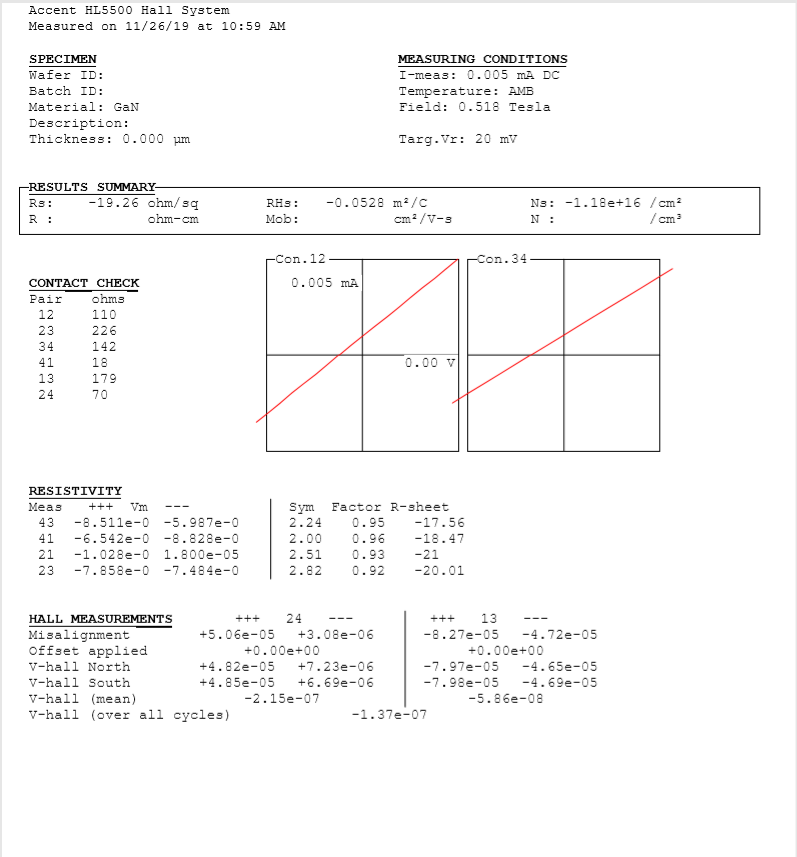 Accent HL5500 Hall System
Measured on 11/26/19 at 10:59 AM
SPECIMEN
Wafer ID:
Batch ID:
Material: GaN
Description:
Thickness: 0.000 µm
MEASURING CONDITIONS
I-meas: 0.005 mA DC
Temperature: AMB
Field: 0.518 Tesla
Targ.Vr: 20 mV
RESULTS SUMMARY
Rs: -19.26 ohm/sq RHs: -0.0528 m²/C Ns: -1.18e+16 /cm²
R : ohm-cm Mob: cm²/V-s N : /cm³
CONTACT CHECK
Pair ohms
12 110
23 226
34 142
41 18
13 179
24 70
Con.12
0.005 mA
0.00 V
Con.34
RESISTIVITY
Meas +++ Vm --- Sym Factor R-sheet
43 -8.511e-0 -5.987e-0 2.24 0.95 -17.56
41 -6.542e-0 -8.828e-0 2.00 0.96 -18.47
21 -1.028e-0 1.800e-05 2.51 0.93 -21
23 -7.858e-0 -7.484e-0 2.82 0.92 -20.01
HALL MEASUREMENTS +++ 24 --- +++ 13 ---
Misalignment +5.06e-05 +3.08e-06 -8.27e-05 -4.72e-05
Offset applied +0.00e+00 +0.00e+00
V-hall North +4.82e-05 +7.23e-06 -7.97e-05 -4.65e-05
V-hall South +4.85e-05 +6.69e-06 -7.98e-05 -4.69e-05
V-hall (mean) -2.15e-07 -5.86e-08
V-hall (over all cycles) -1.37e-07